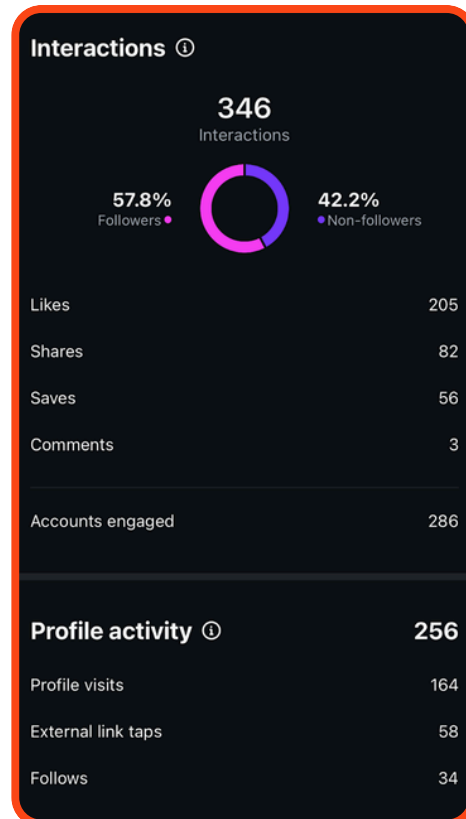 Interactions
346
Interactions
57.8%
Followers
42.2%
Non-followers
Likes 205
Shares 82
Saves 56
Comments 3
Accounts engaged 286
Profile activity 256
Profile visits 164
External link taps 58
Follows 34